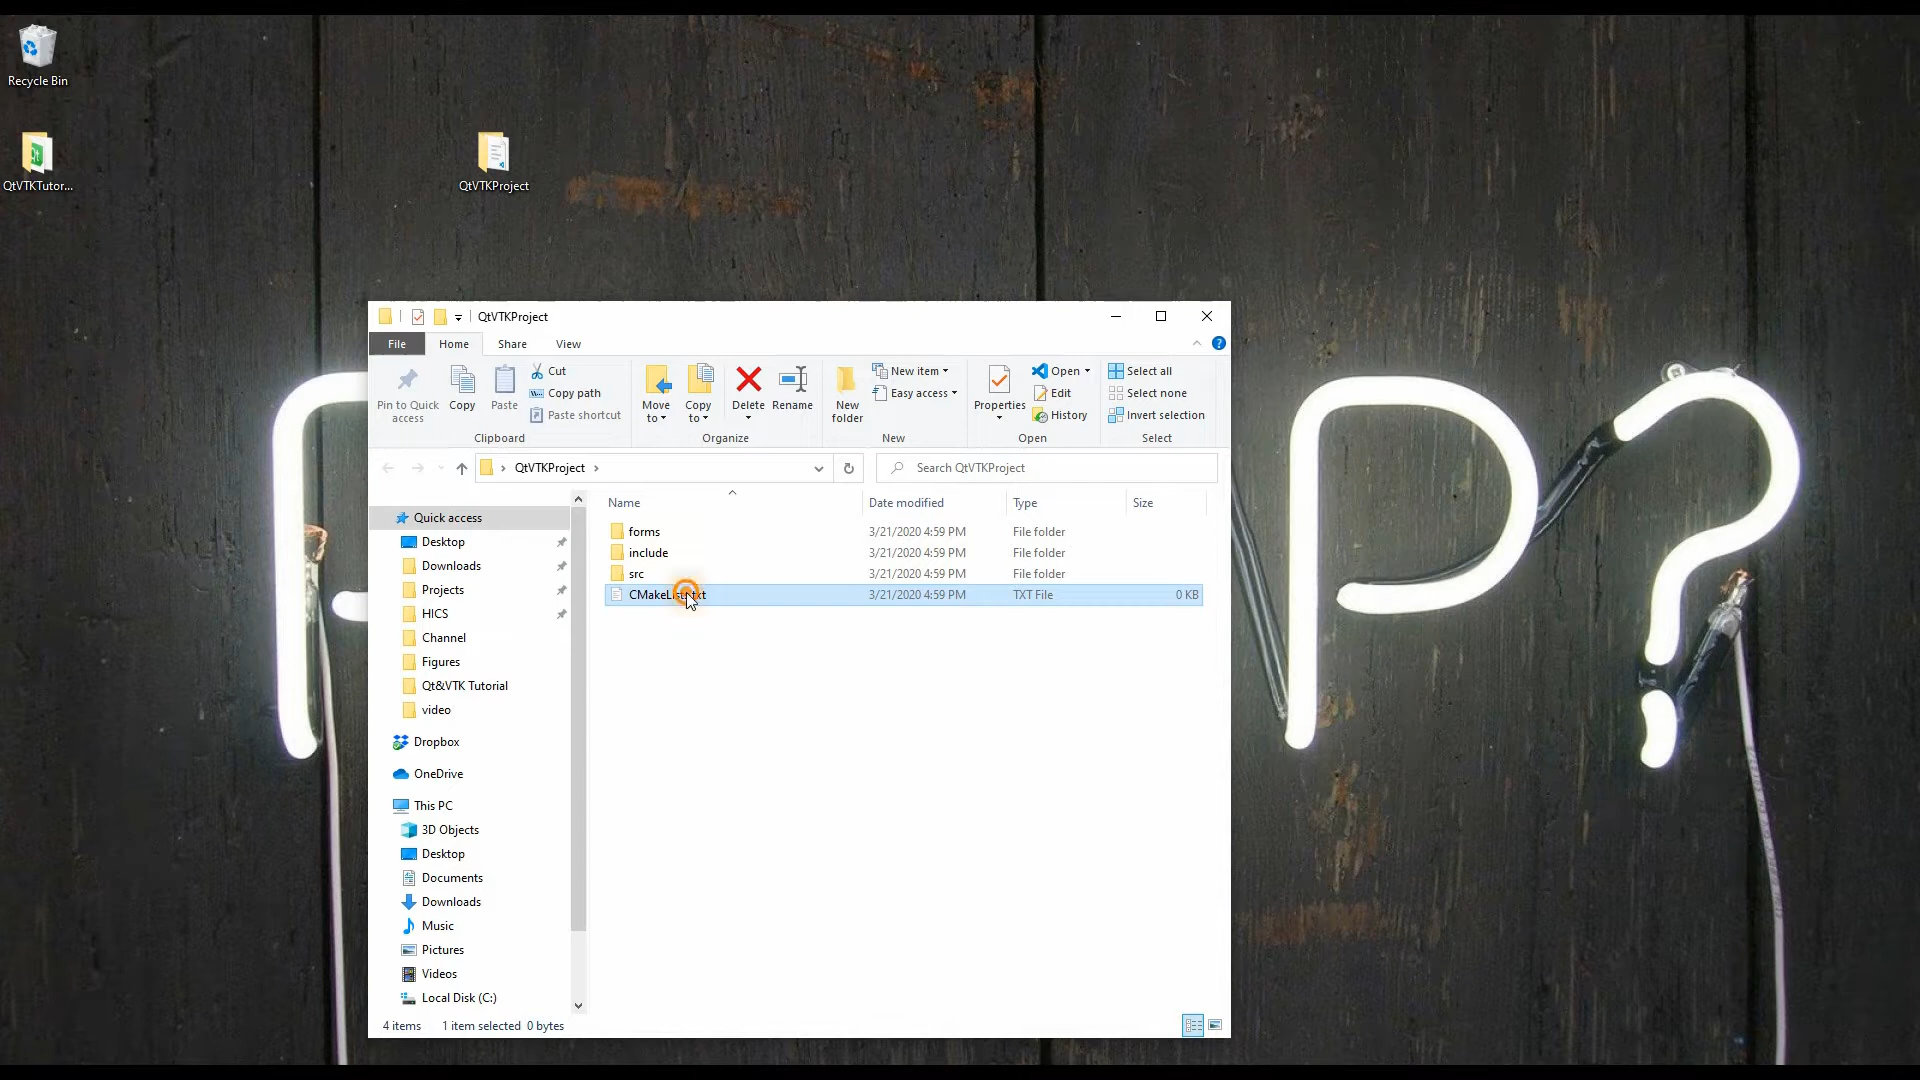 Recycle Bin
QtVTKTutor...
QtVTKProject
QtVTKProject
File
Home
Share
View
Pin to Quick access
Copy
Paste
Cut
Copy path
Paste shortcut
Clipboard
Move to
Copy to
Delete
Rename
Organize
New folder
New item
Easy access
New
Properties
Open
Edit
History
Open
Select all
Select none
Invert selection
Select
QtVTKProject
Search QtVTKProject
Name
Date modified
Type
Size
forms 3/21/2020 4:59 PM File folder
include 3/21/2020 4:59 PM File folder
src 3/21/2020 4:59 PM File folder
3/21/2020 4:59 PM TXT File 0 KB
Quick access
Desktop
Downloads
Projects
HICS
Channel
Figures
Qt&VTK Tutorial
video
Dropbox
OneDrive
This PC
3D Objects
Desktop
Documents
Downloads
Music
Pictures
Videos
Local Disk (C:)
4 items
1 item selected 0 bytes
P?